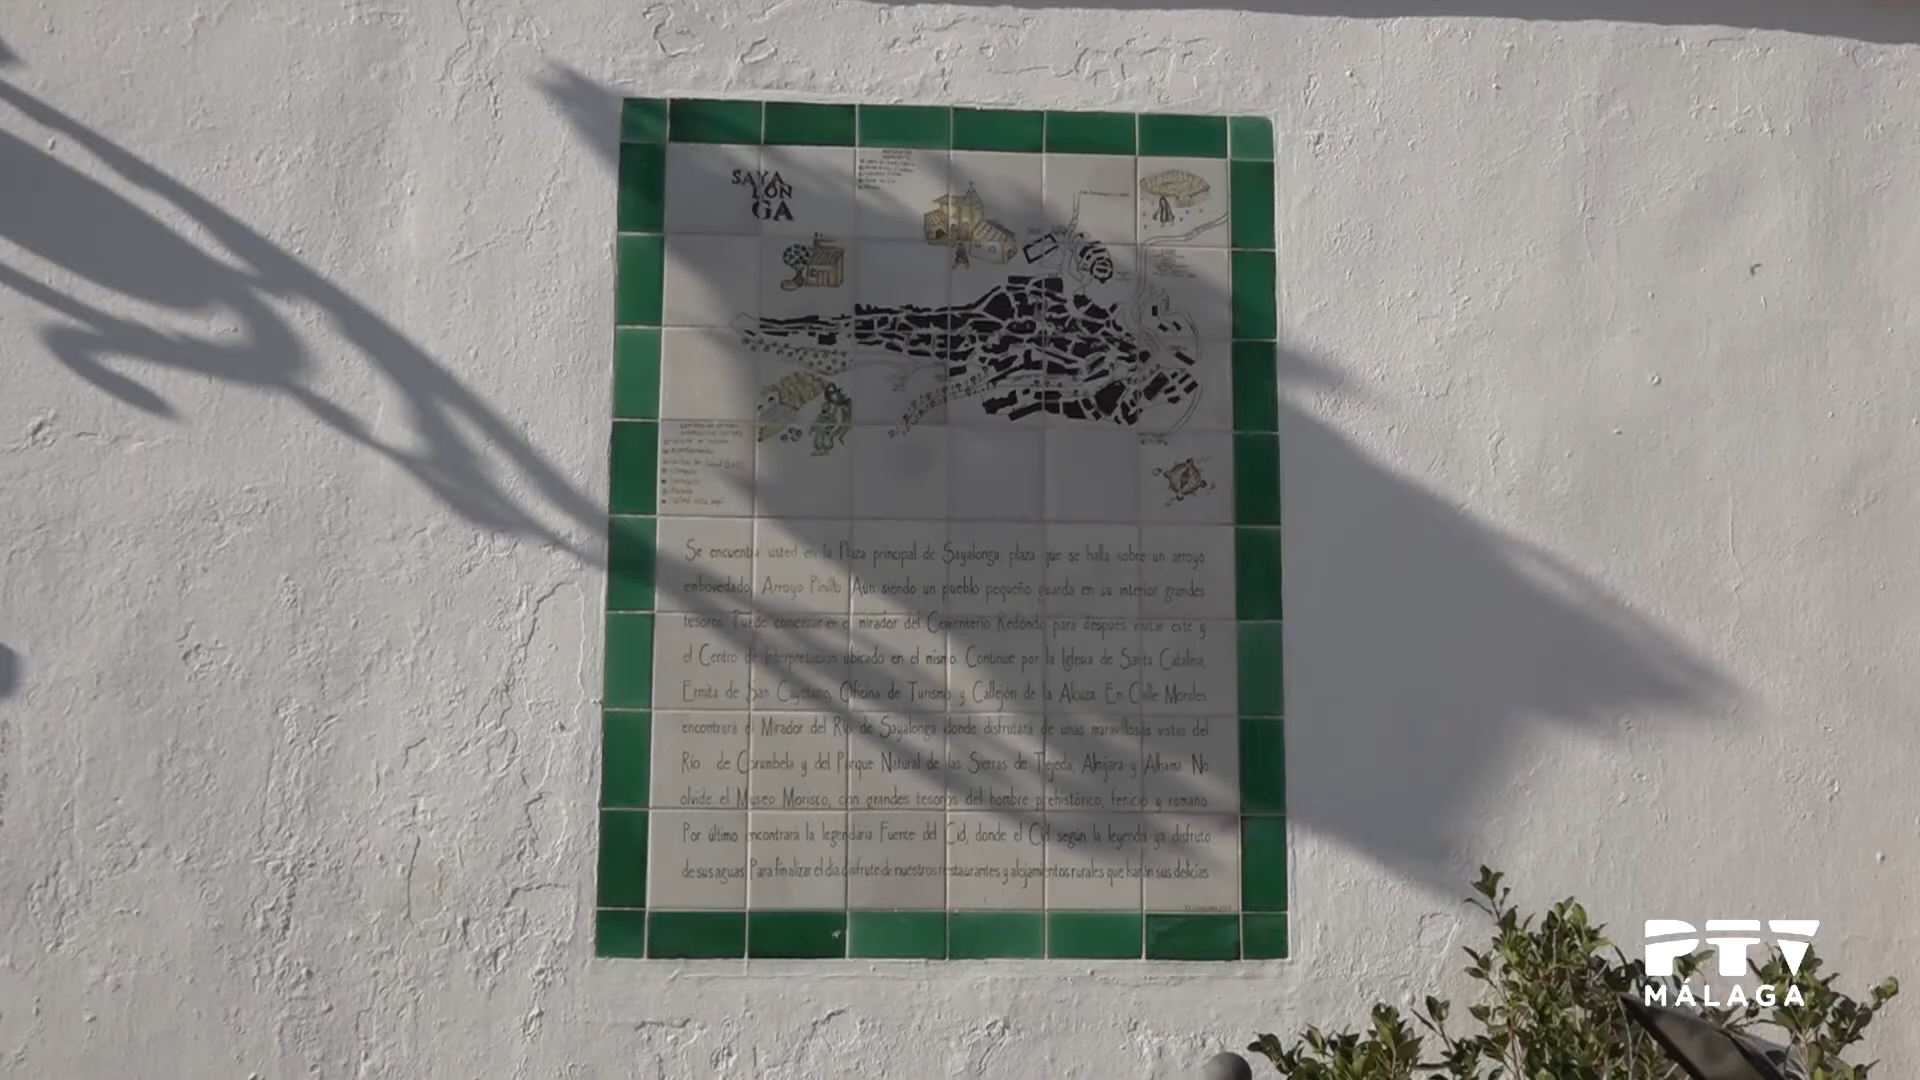 SAYA
LON
GA
Se encuentra usted en la Plaza principal de Sayalonga, plaza que se halla sobre un arroyo
embovedado, Arroyo Pinillo. Aún siendo un pueblo pequeño guarda en su interior grandes
tesoros. Puede comenzar en el mirador del Cementerio Redondo para después visitar este y
el Centro de Interpretación ubicado en el mismo. Continue por la Iglesia de Santa Catalina,
Ermita de San Cayetano, Oficina de Turismo y Callejón de la Alcuza. En Calle Morales
encontrará el Mirador del Río de Sayalonga donde disfrutará de unas maravillosas vistas del
Río de Corumbela y del Parque Natural de las Sierras de Tejeda, Almijara y Alhama. No
olvide el Museo Morisco, con grandes tesoros del hombre prehistórico, fenicio y romano.
Por último encontrara la legendaria Fuente del Cid, donde el Cid según la leyenda ya disfruto
de sus aguas. Para finalizar el día disfrute de nuestros restaurantes y alojamientos rurales que harán sus delicias
PTV
MÁLAGA